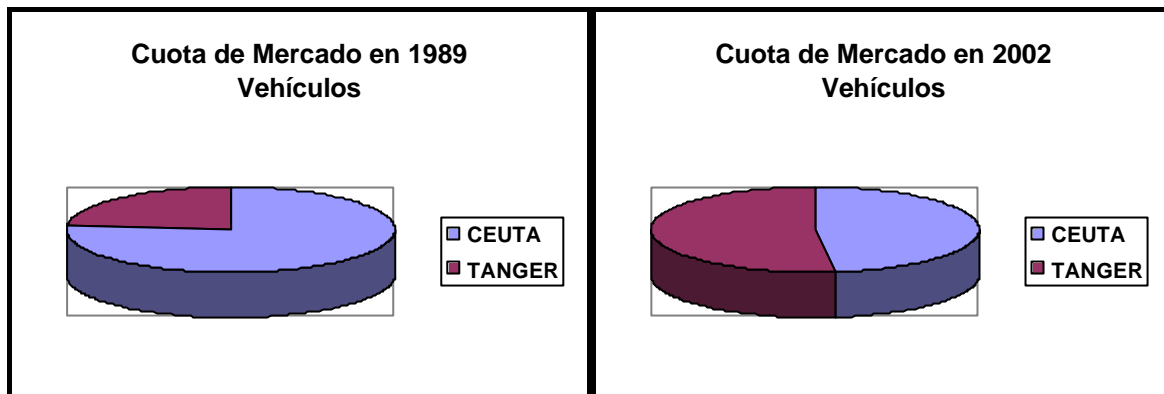 Cuota de Mercado en 1989
Vehículos
CEUTA
TANGER
Cuota de Mercado en 2002
Vehículos
CEUTA
TANGER